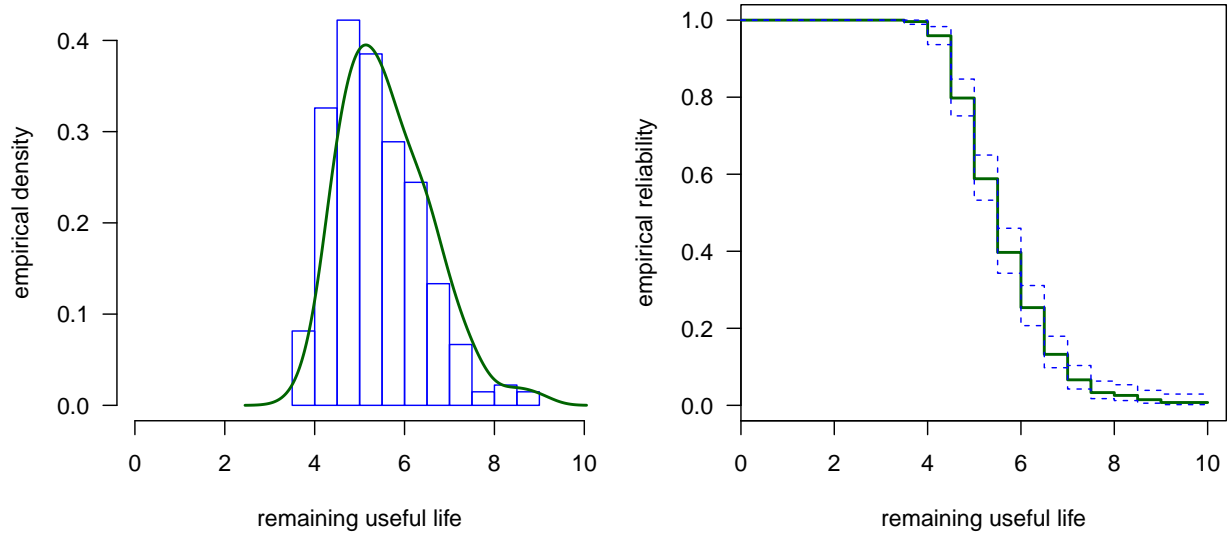 empirical density
0.4
0.3
0.2
0.1
0.0
0 2 4 6 8 10
remaining useful life
empirical reliability
1.0
0.8
0.6
0.4
0.2
0.0
0 2 4 6 8 10
remaining useful life